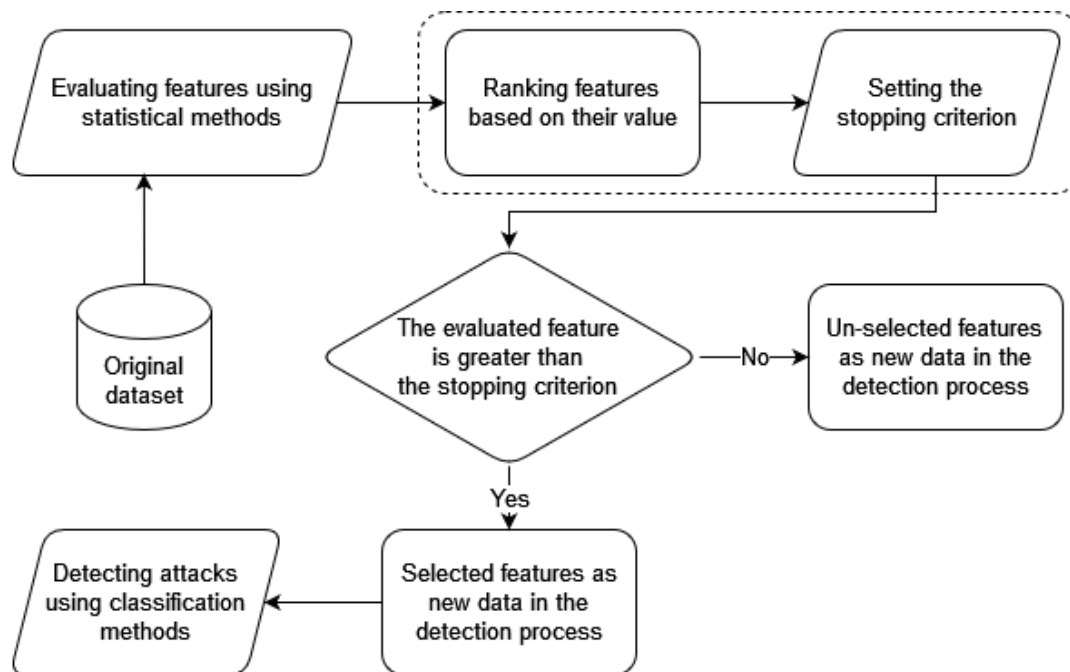 Evaluating features using
statistical methods
Ranking features
based on their value
Setting the
stopping criterion
Original
dataset
The evaluated feature
is greater than
the stopping criterion
No
Un-selected features
as new data in the
detection process
Yes
Detecting attacks
using classification
methods
Selected features as
new data in the
detection process